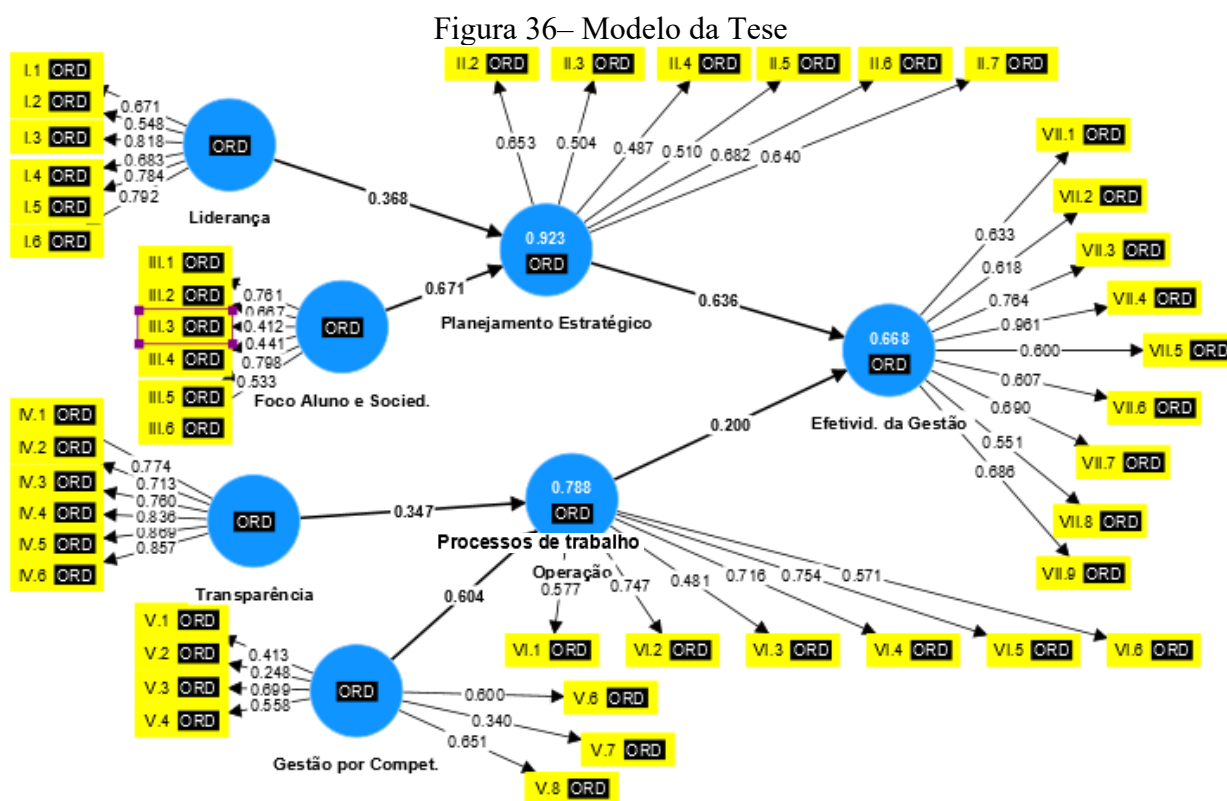 Figura 36– Modelo da Tese
II.2 ORD
II.3 ORD
II.4 ORD
II.5 ORD
II.6 ORD
II.7 ORD
I.1 ORD
I.2 ORD
I.3 ORD
I.4 ORD
I.5 ORD
I.6 ORD
0.671
0.548
0.818
0.683
0.784
0.792
ORD
Liderança
0.368
0.653
0.504
0.487
0.510
0.682
0.640
0.923
ORD
Planejamento Estratégico
III.1 ORD
III.2 ORD
III.3 ORD
III.4 ORD
III.5 ORD
III.6 ORD
0.761
0.667
0.412
0.441
0.798
0.533
ORD
Foco Aluno e Socied.
0.671
0.636
0.668
ORD
Efetivid. da Gestão
0.633
0.618
0.764
0.961
0.600
0.607
0.690
0.551
0.686
VII.1 ORD
VII.2 ORD
VII.3 ORD
VII.4 ORD
VII.5 ORD
VII.6 ORD
VII.7 ORD
VII.8 ORD
VII.9 ORD
IV.1 ORD
IV.2 ORD
IV.3 ORD
IV.4 ORD
IV.5 ORD
IV.6 ORD
0.774
0.713
0.760
0.836
0.869
0.857
ORD
Transparência
0.347
0.200
0.788
ORD
Processos de trabalho
Operação
0.577
0.747
0.481
0.716
0.754
0.571
VI.1 ORD
VI.2 ORD
VI.3 ORD
VI.4 ORD
VI.5 ORD
VI.6 ORD
0.604
V.1 ORD
V.2 ORD
V.3 ORD
V.4 ORD
0.413
0.248
0.699
0.558
ORD
Gestão por Compet.
0.600
0.340
0.651
V.6 ORD
V.7 ORD
V.8 ORD